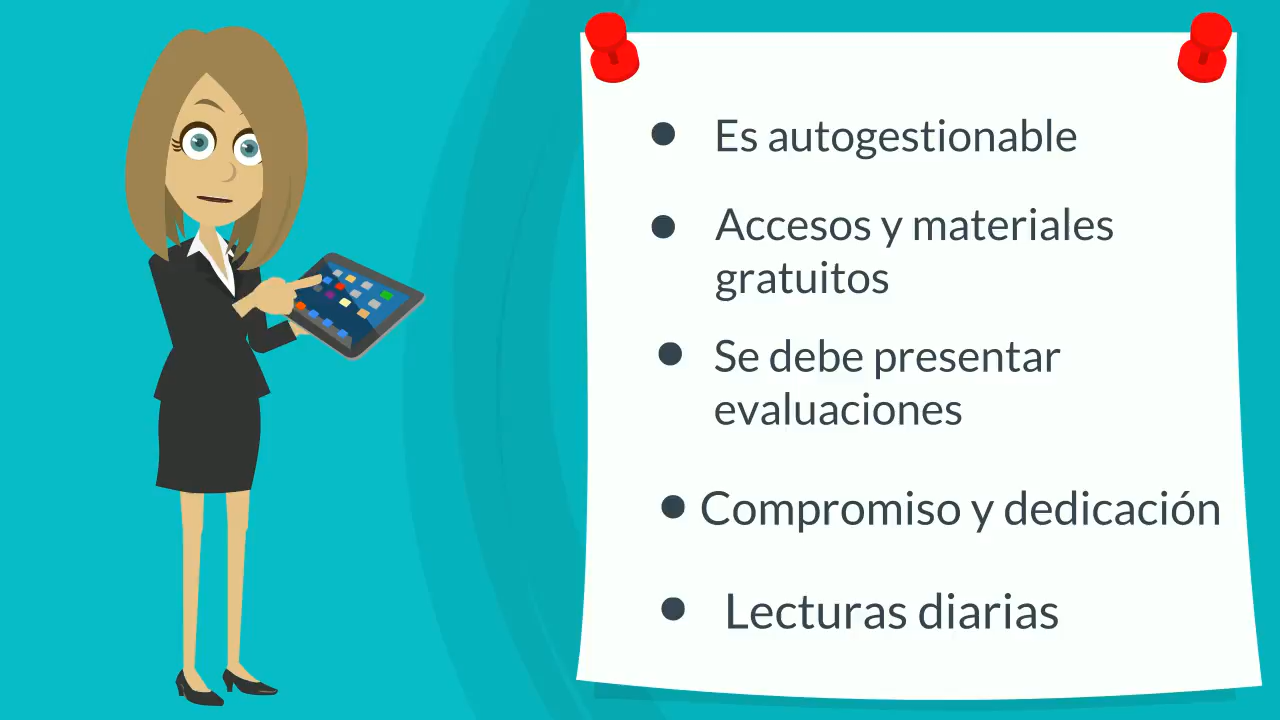 Es autogestionable
Accesos y materiales
gratuitos
Se debe presentar
evaluaciones
Compromiso y dedicación
Lecturas diarias